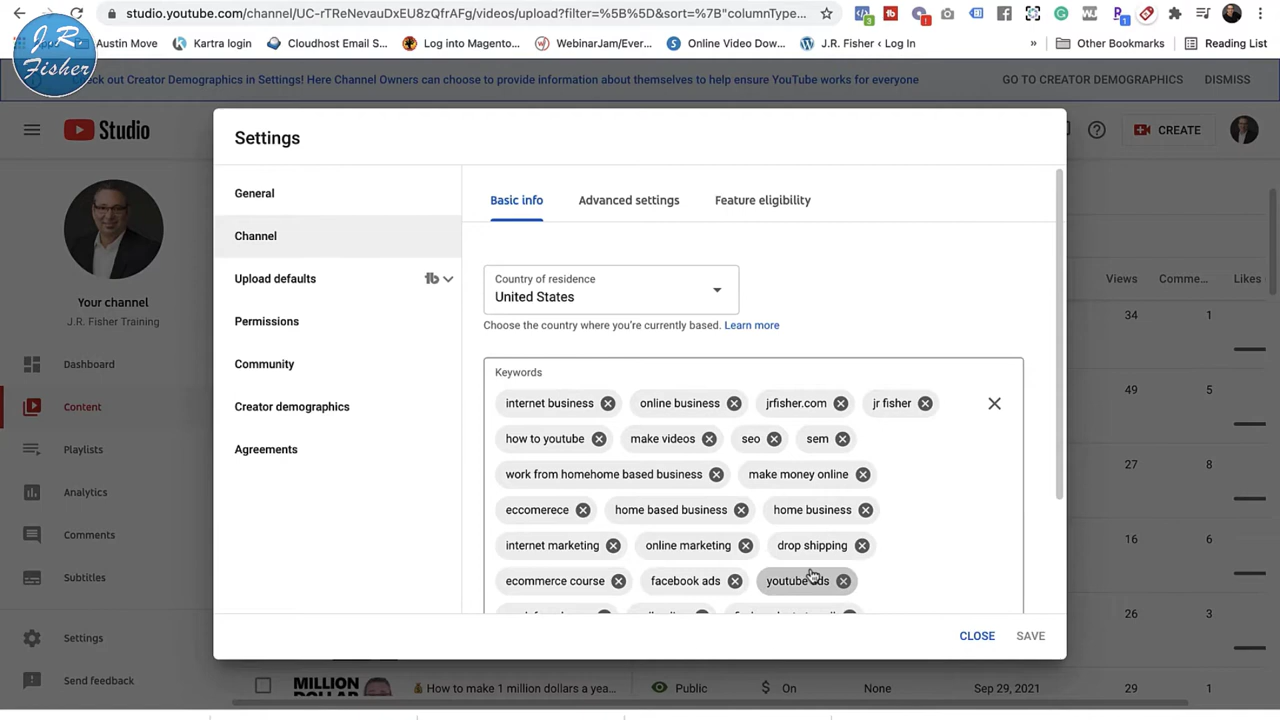 studio.youtube.com/channel/UC-rTReNevauDxEU8zQfrAFg/videos/upload?filter=%5B%5D&sort=%7B"columnType...
Austin Move
Kartra login
Cloudhost Email S...
Log into Magento...
WebinarJam/Ever...
Online Video Dow...
J.R. Fisher ‹ Log In
»
Other Bookmarks
Reading List
J.R.
Fisher
eck out Creator Demographics in Settings! Here Channel Owners can choose to provide information about themselves to help ensure YouTube works for everyone
GO TO CREATOR DEMOGRAPHICS
DISMISS
Studio
CREATE
Your channel
J.R. Fisher Training
Dashboard
Content
Playlists
Analytics
Comments
Subtitles
Settings
Send feedback
Settings
General
Channel
Upload defaults
Permissions
Community
Creator demographics
Agreements
Basic info
Advanced settings
Feature eligibility
Country of residence
United States
Choose the country where you're currently based. Learn more
Keywords
internet business
online business
jrfisher.com
jr fisher
how to youtube
make videos
seo
sem
work from homehome based business
make money online
eccomerece
home based business
home business
internet marketing
online marketing
drop shipping
ecommerce course
facebook ads
youtube ads
CLOSE
SAVE
Views
Comme...
Likes
34
1
49
5
27
8
16
6
26
3
MILLION
DOLLAR
How to make 1 million dollars a yea...
Public
$
On
None
Sep 29, 2021
29
1